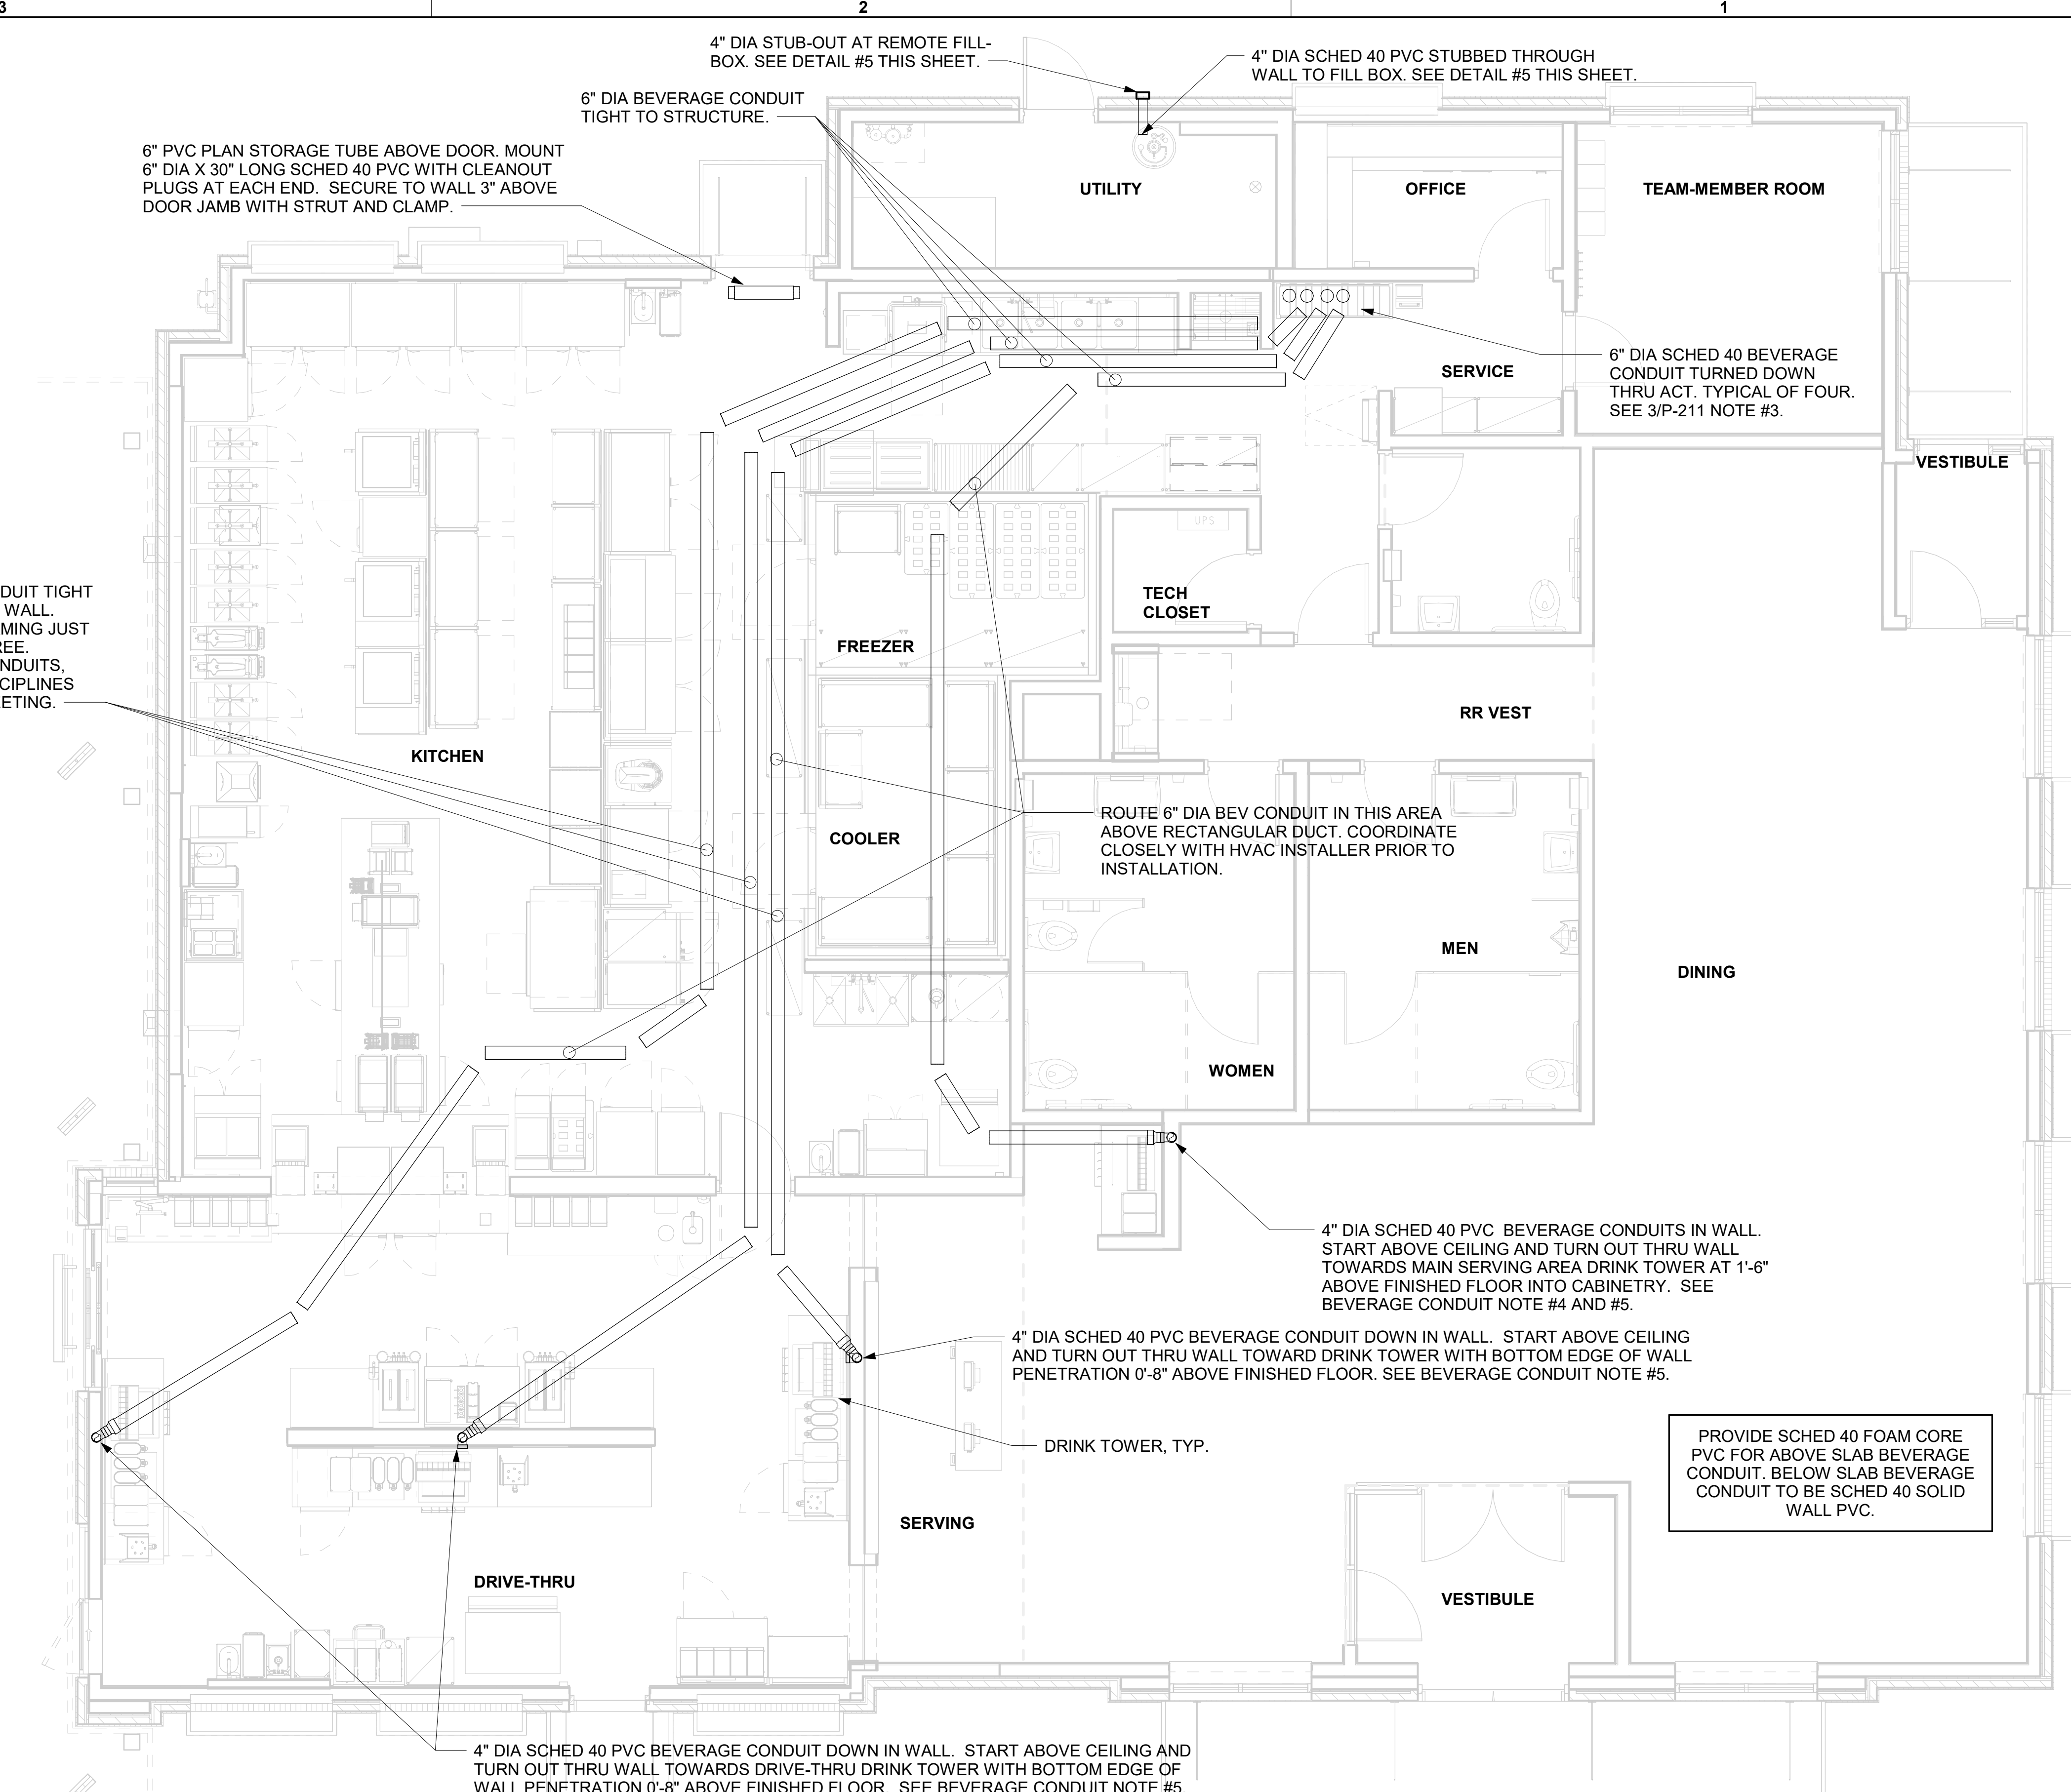 3
2
1
4" DIA STUB-OUT AT REMOTE FILL-
BOX. SEE DETAIL #5 THIS SHEET.
4" DIA SCHED 40 PVC STUBBED THROUGH
WALL TO FILL BOX. SEE DETAIL #5 THIS SHEET.
6" DIA BEVERAGE CONDUIT
TIGHT TO STRUCTURE.
6" PVC PLAN STORAGE TUBE ABOVE DOOR. MOUNT
6" DIA X 30" LONG SCHED 40 PVC WITH CLEANOUT
PLUGS AT EACH END. SECURE TO WALL 3" ABOVE
DOOR JAMB WITH STRUT AND CLAMP.
UTILITY
OFFICE
TEAM-MEMBER ROOM
6" DIA SCHED 40 BEVERAGE
CONDUIT TURNED DOWN
THRU ACT. TYPICAL OF FOUR.
SEE 3/P-211 NOTE #3.
SERVICE
VESTIBULE
UPS
TECH
CLOSET
DUIT TIGHT
WALL.
MING JUST
REE.
NDUITS,
CIPLINES
ETING.
FREEZER
RR VEST
KITCHEN
COOLER
ROUTE 6" DIA BEV CONDUIT IN THIS AREA
ABOVE RECTANGULAR DUCT. COORDINATE
CLOSELY WITH HVAC INSTALLER PRIOR TO
INSTALLATION.
MEN
DINING
WOMEN
4" DIA SCHED 40 PVC BEVERAGE CONDUITS IN WALL.
START ABOVE CEILING AND TURN OUT THRU WALL
TOWARDS MAIN SERVING AREA DRINK TOWER AT 1'-6"
ABOVE FINISHED FLOOR INTO CABINETRY. SEE
BEVERAGE CONDUIT NOTE #4 AND #5.
4" DIA SCHED 40 PVC BEVERAGE CONDUIT DOWN IN WALL. START ABOVE CEILING
AND TURN OUT THRU WALL TOWARD DRINK TOWER WITH BOTTOM EDGE OF WALL
PENETRATION 0'-8" ABOVE FINISHED FLOOR. SEE BEVERAGE CONDUIT NOTE #5.
DRINK TOWER, TYP.
PROVIDE SCHED 40 FOAM CORE
PVC FOR ABOVE SLAB BEVERAGE
CONDUIT. BELOW SLAB BEVERAGE
CONDUIT TO BE SCHED 40 SOLID
WALL PVC.
SERVING
DRIVE-THRU
VESTIBULE
4" DIA SCHED 40 PVC BEVERAGE CONDUIT DOWN IN WALL. START ABOVE CEILING AND
TURN OUT THRU WALL TOWARDS DRIVE-THRU DRINK TOWER WITH BOTTOM EDGE OF
WALL PENETRATION 0'-8" ABOVE FINISHED FLOOR. SEE BEVERAGE CONDUIT NOTE #5.